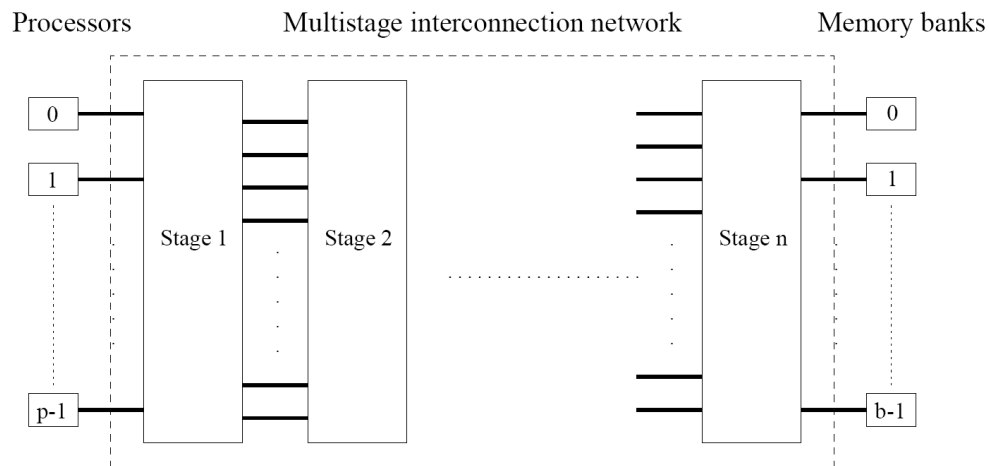 Processors Multistage interconnection network Memory banks
0 0
1 1
Stage 1 Stage 2 Stage n
p-1 b-1